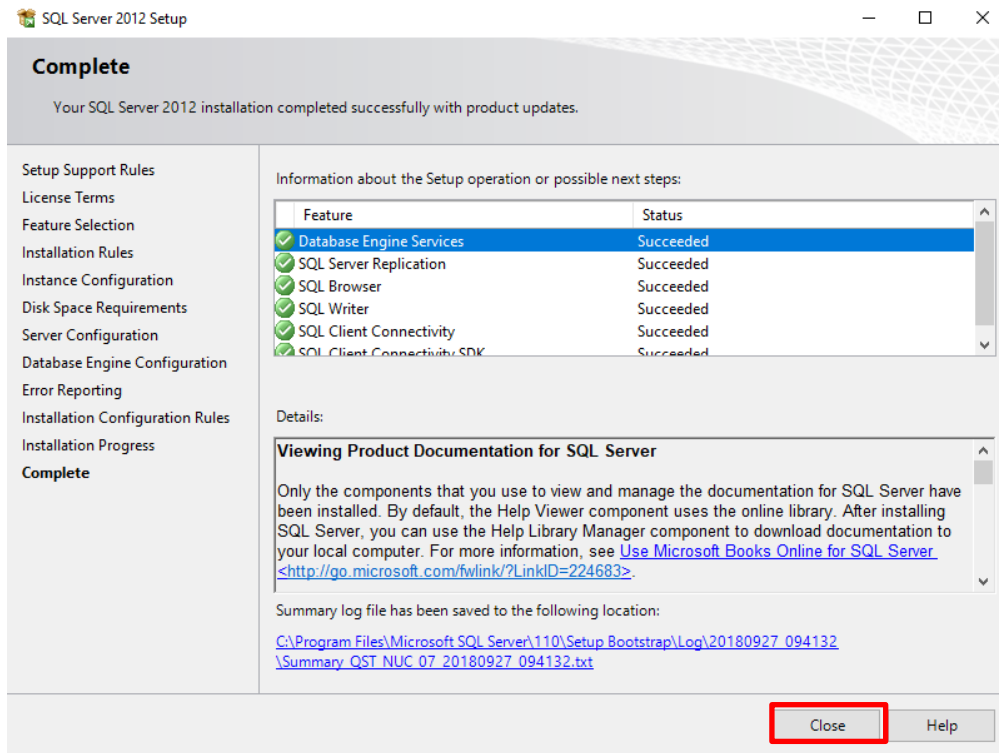 SQL Server 2012 Setup
Complete
Your SQL Server 2012 installation completed successfully with product updates.
Setup Support Rules
License Terms
Feature Selection
Installation Rules
Instance Configuration
Disk Space Requirements
Server Configuration
Database Engine Configuration
Error Reporting
Installation Configuration Rules
Installation Progress
Complete
Information about the Setup operation or possible next steps:
Feature Status
Database Engine Services Succeeded
SQL Server Replication Succeeded
SQL Browser Succeeded
SQL Writer Succeeded
SQL Client Connectivity Succeeded
SQL Client Connectivity SDK Succeeded
Details:
Viewing Product Documentation for SQL Server
Only the components that you use to view and manage the documentation for SQL Server have
been installed. By default, the Help Viewer component uses the online library. After installing
SQL Server, you can use the Help Library Manager component to download documentation to
your local computer. For more information, see Use Microsoft Books Online for SQL Server
<http://go.microsoft.com/fwlink/?LinkID=224683>.
Summary log file has been saved to the following location:
C:\Program Files\Microsoft SQL Server\110\Setup Bootstrap\Log\20180927_094132
\Summary_QST_NUC_07_20180927_094132.txt
Close Help